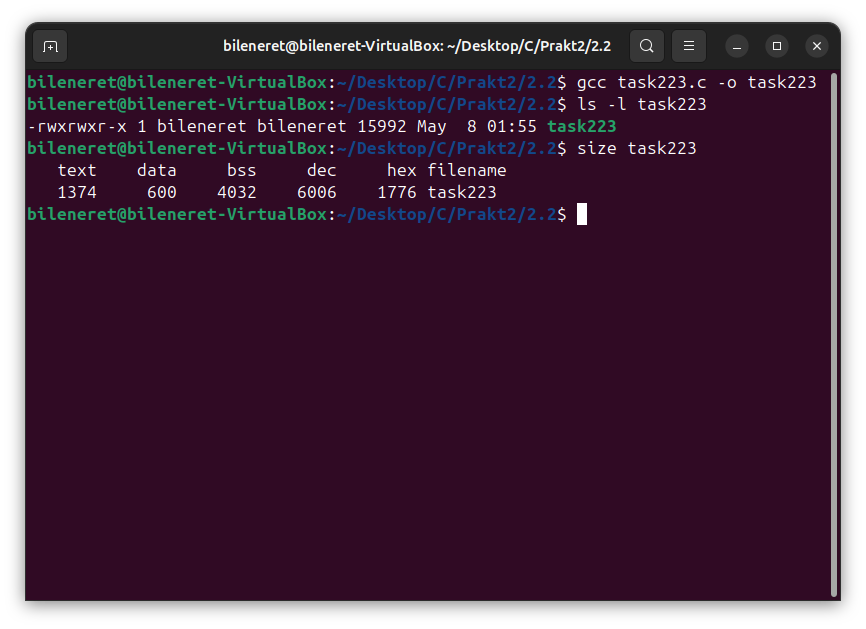 bileneret@bileneret-VirtualBox: ~/Desktop/C/Prakt2/2.2
bileneret@bileneret-VirtualBox:~/Desktop/C/Prakt2/2.2$ gcc task223.c -o task223
bileneret@bileneret-VirtualBox:~/Desktop/C/Prakt2/2.2$ ls -l task223
-rwxrwxr-x 1 bileneret bileneret 15992 May  8 01:55 task223
bileneret@bileneret-VirtualBox:~/Desktop/C/Prakt2/2.2$ size task223
   text    data     bss     dec     hex filename
   1374     600    4032    6006    1776 task223
bileneret@bileneret-VirtualBox:~/Desktop/C/Prakt2/2.2$